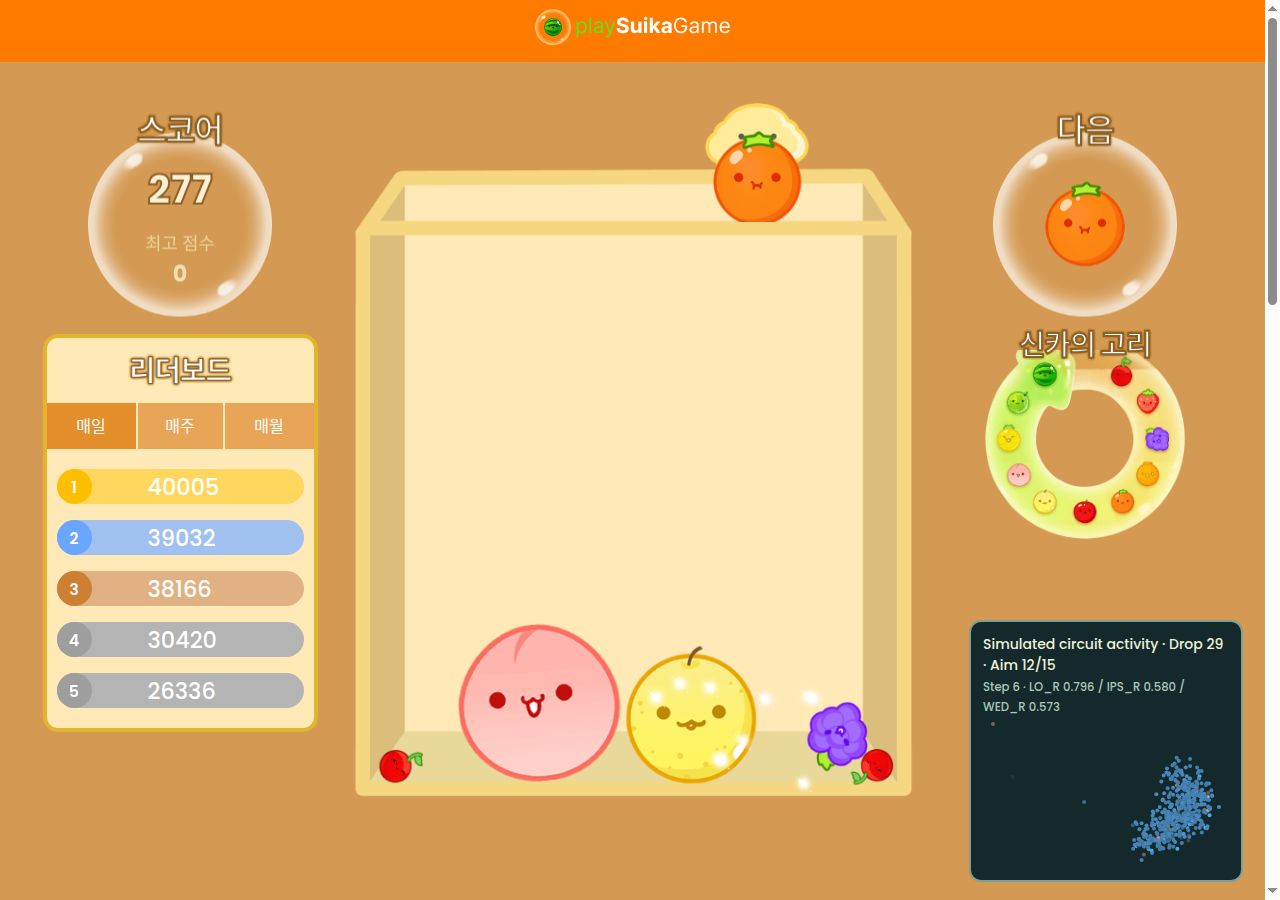 playSuikaGame
스코어
277
최고 점수
0
다음
신카의 고리
리더보드
매일 매주 매월
1 40005
2 39032
3 38166
4 30420
5 26336
Simulated circuit activity · Drop 29
· Aim 12/15
Step 6 · LO_R 0.796 / IPS_R 0.580 /
WED_R 0.573